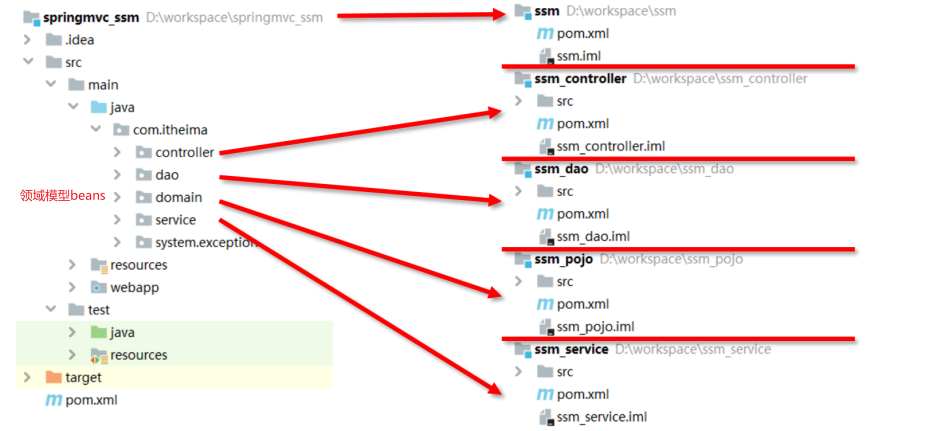 springmvc_ssm D:\workspace\springmvc_ssm
.idea
src
main
java
com.itheima
controller
dao
领域模型beans
domain
service
system.exception
resources
webapp
test
java
resources
target
pom.xml
ssm D:\workspace\ssm
pom.xml
ssm.iml
ssm_controller D:\workspace\ssm_controller
src
pom.xml
ssm_controller.iml
ssm_dao D:\workspace\ssm_dao
src
pom.xml
ssm_dao.iml
ssm_pojo D:\workspace\ssm_pojo
src
pom.xml
ssm_pojo.iml
ssm_service D:\workspace\ssm_service
src
pom.xml
ssm_service.iml